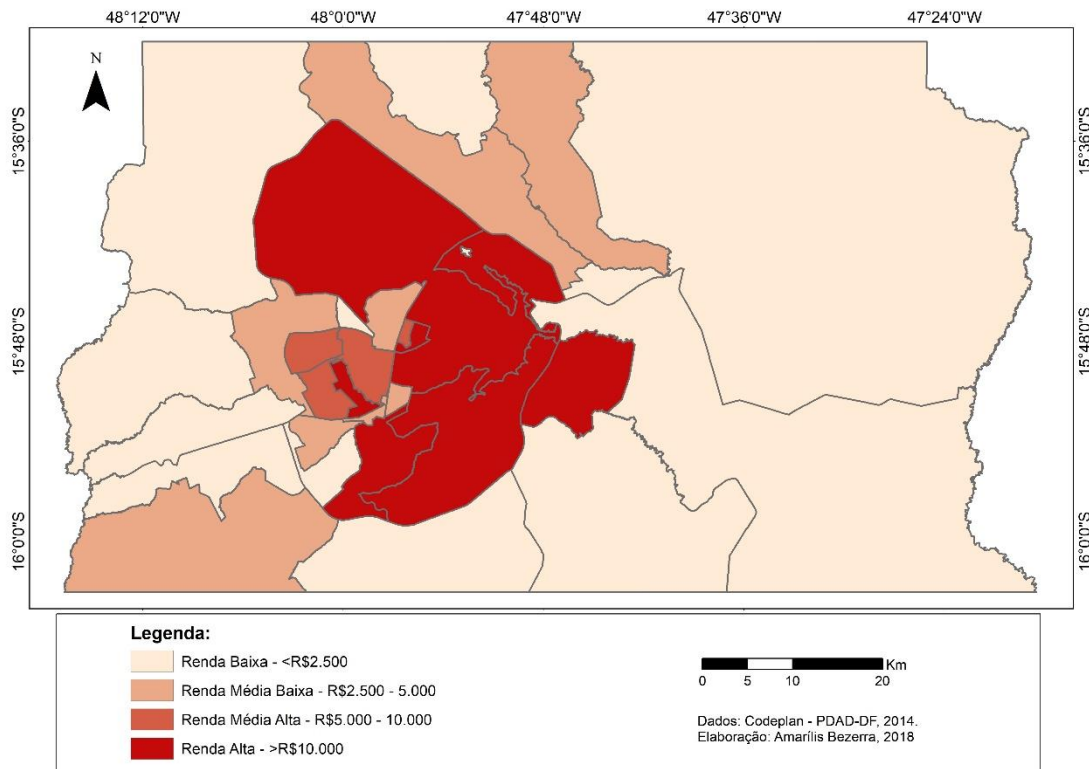 48°12'0"W 48°0'0"W 47°48'0"W 47°36'0"W 47°24'0"W
N
15°36'0"S 15°36'0"S
15°48'0"S 15°48'0"S
16°0'0"S 16°0'0"S
Legenda:
Renda Baixa - <R$2.500
Renda Média Baixa - R$2.500 - 5.000
Renda Média Alta - R$5.000 - 10.000
Renda Alta - >R$10.000
Km
0 5 10 20
Dados: Codeplan - PDAD-DF, 2014.
Elaboração: Amarílis Bezerra, 2018